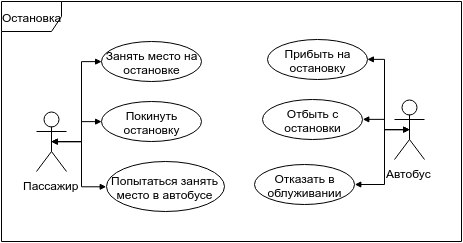 Остановка
Занять место на
остановке
Покинуть
остановку
Попытаться занять
место в автобусе
Пассажир
Прибыть на
остановку
Отбыть с
остановки
Отказать в
облуживании
Автобус